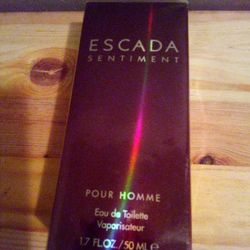 ESCADA
SENTIMENT
POUR HOMME
Eau de Toilette
Vaporisateur
1.7 FL.OZ./50 ML e